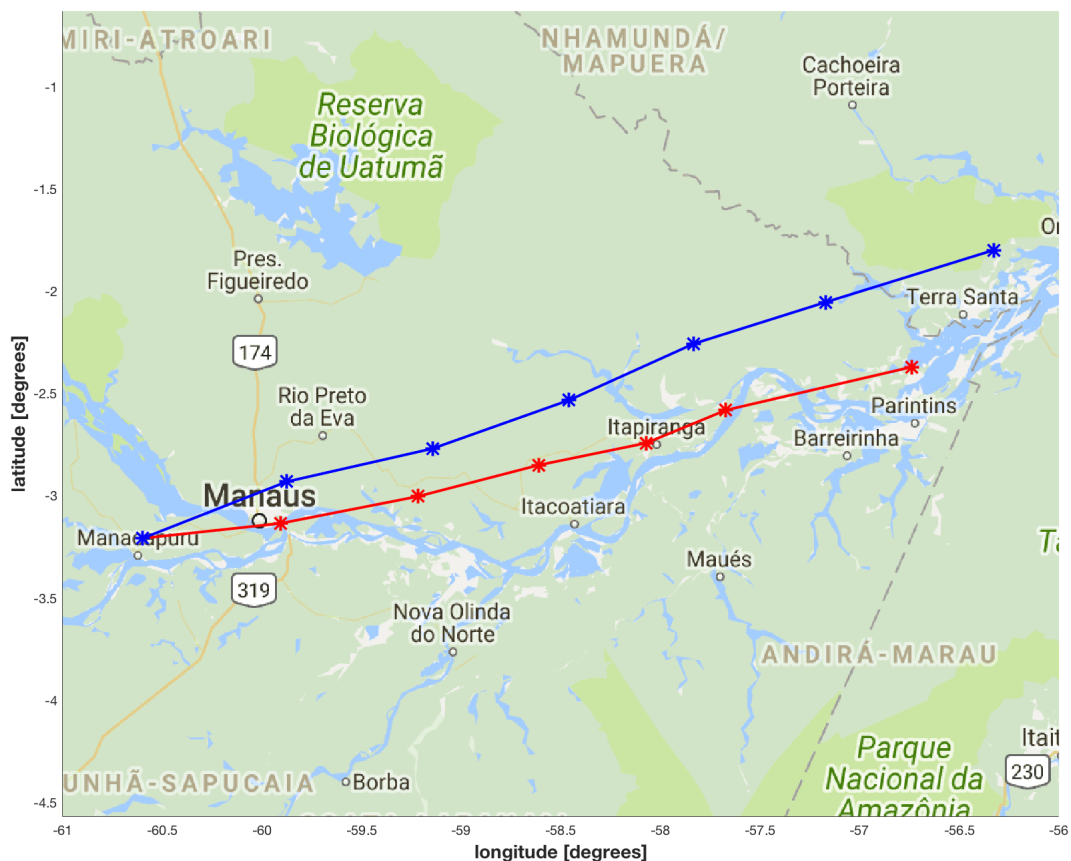 MIRI-ATROARI
NHAMUNDÁ/
MAPUERA
Cachoeira
Porteira
-1
Reserva
Biológica
de Uatumã
-1.5
Pres.
Figueiredo
-2
Terra Santa
174
-2.5
Rio Preto
da Eva
Itapiranga
Parintins
Barreirinha
latitude [degrees]
-3
Manaus
Itacoatiara
Manacapuru
Maués
-3.5
319
Nova Olinda
do Norte
ANDIRÁ-MARAU
-4
Parque
Nacional da
Amazônia
Itait
230
UNHÃ-SAPUCAIA
Borba
-4.5
-61
-60.5
-60
-59.5
-59
-58.5
-58
-57.5
-57
-56.5
-56
longitude [degrees]